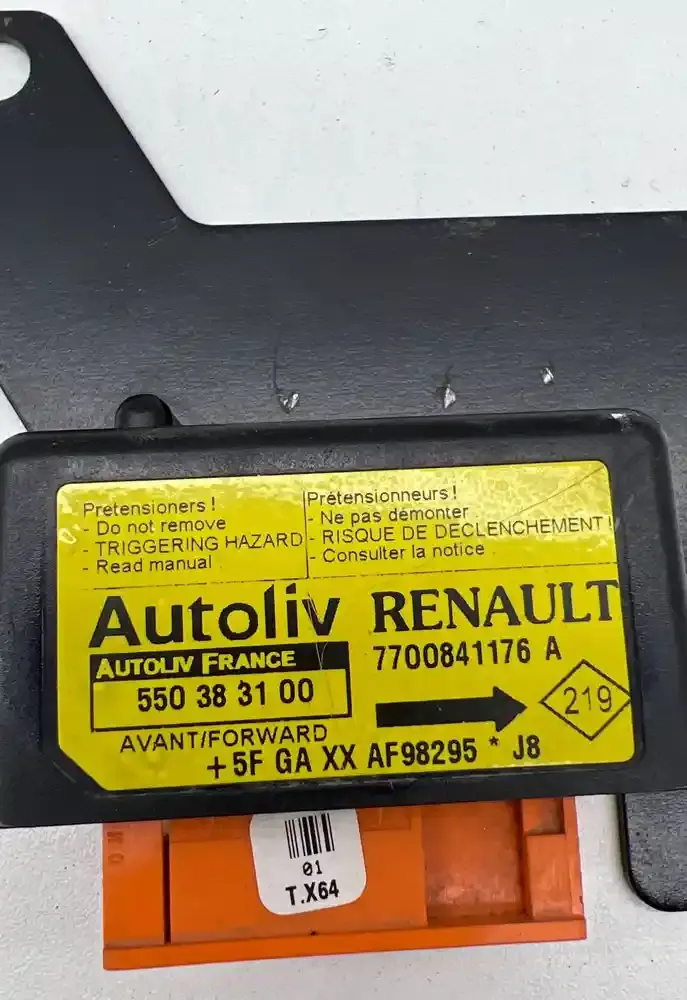 Pretensioners !
- Do not remove
- TRIGGERING HAZARD
- Read manual
Prétensionneurs !
- Ne pas démonter
- RISQUE DE DECLENCHEMENT !
- Consulter la notice
Autoliv
RENAULT
AUTOLIV FRANCE
7700841176 A
550 38 31 00
219
AVANT/FORWARD
+5F GA XX AF98295 * J8
01
T.X64